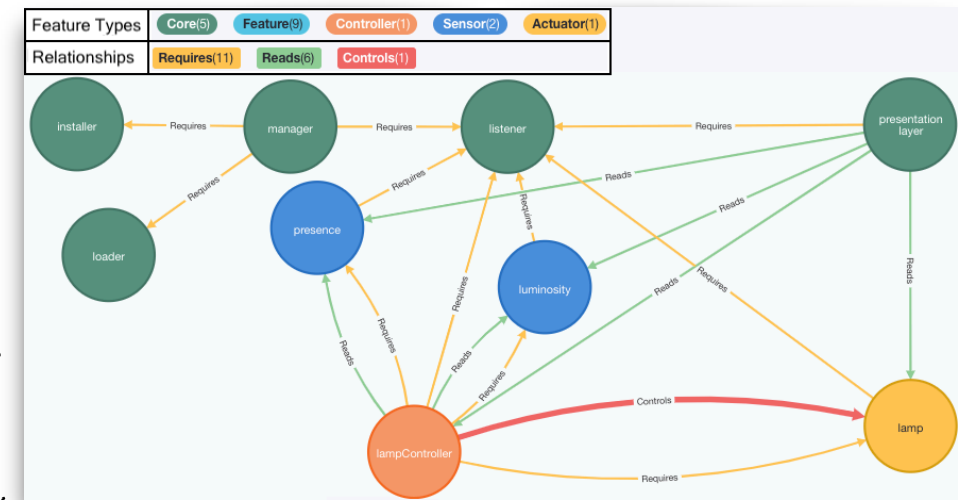 Feature Types Core(5) Feature(9) Controller(1) Sensor(2) Actuator(1)
Relationships Requires(11) Reads(6) Controls(1)
installer
Requires
manager
Requires
listener
Requires
presentation
layer
Requires
Requires
Reads
presence
Requires
Reads
loader
luminosity
Reads
Requires
Reads
Requires
Reads
Requires
Reads
Requires
Controls
lampController
lamp
Requires